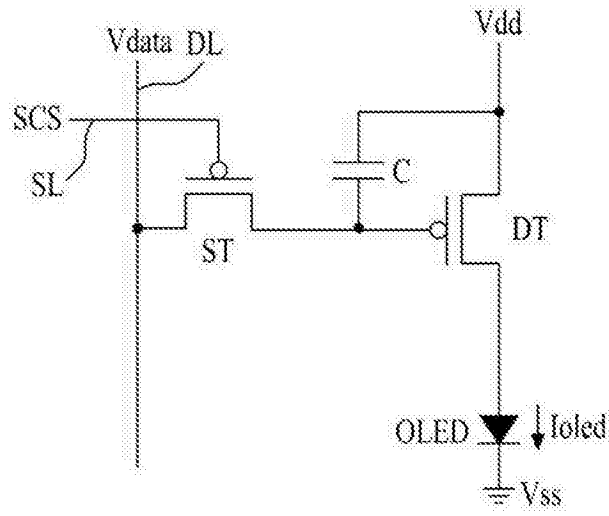 Vdata DL
Vdd
SCS
SL
C
ST
DT
OLED
Ioled
Vss